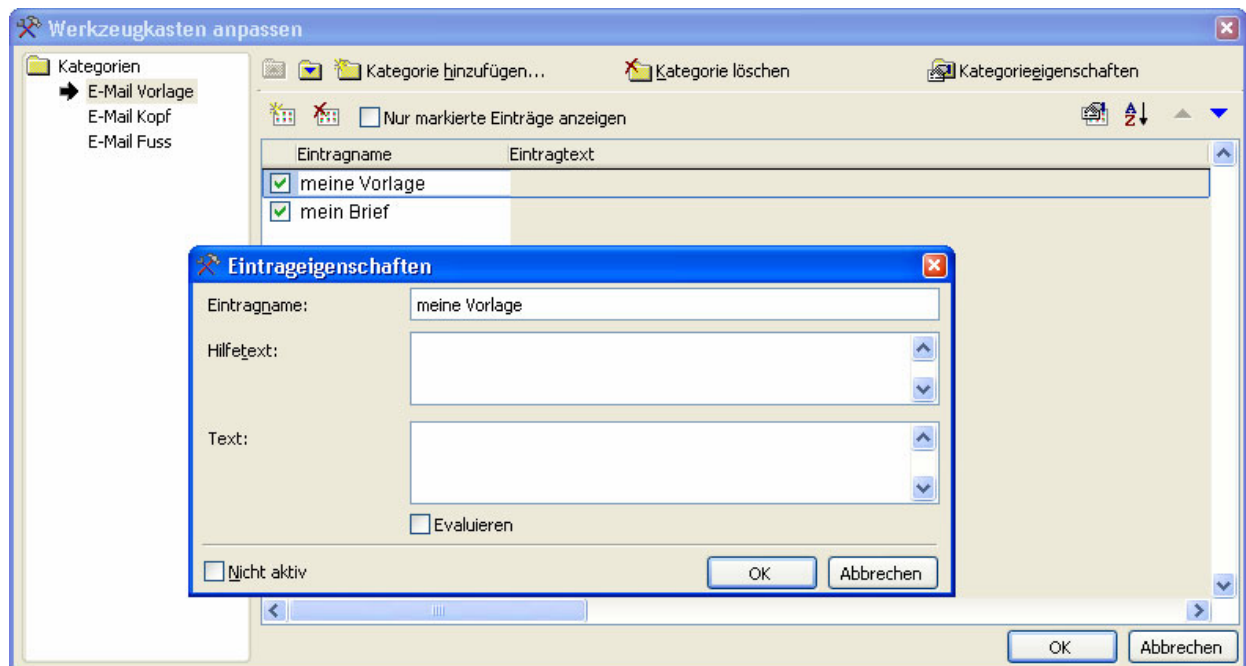 Werkzeugkasten anpassen
Kategorien
E-Mail Vorlage
E-Mail Kopf
E-Mail Fuss
Kategorie hinzufügen...
Kategorie löschen
Kategorieeigenschaften
Nur markierte Einträge anzeigen
Eintragname
Eintragtext
meine Vorlage
mein Brief
Eintrageigenschaften
Eintragname:
meine Vorlage
Hilfetext:
Text:
Evaluieren
Nicht aktiv
OK
Abbrechen
OK
Abbrechen